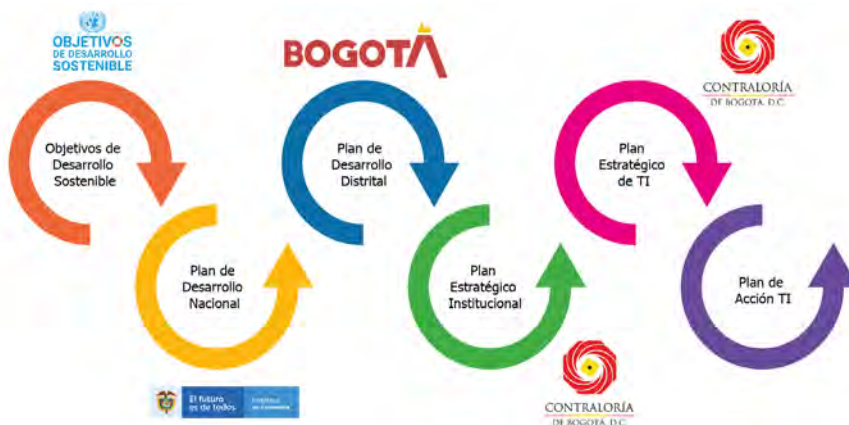 OBJETIVOS
DE DESARROLLO
SOSTENIBLE
BOGOTÁ
CONTRALORÍA
DE BOGOTÁ, D.C.
Objetivos de
Desarrollo
Sostenible
Plan de
Desarrollo
Distrital
Plan
Estratégico
de TI
Plan de
Desarrollo
Nacional
Plan
Estratégico
Institucional
Plan de
Acción TI
El futuro
es de todos
CONTRALORÍA
DE BOGOTÁ, D.C.